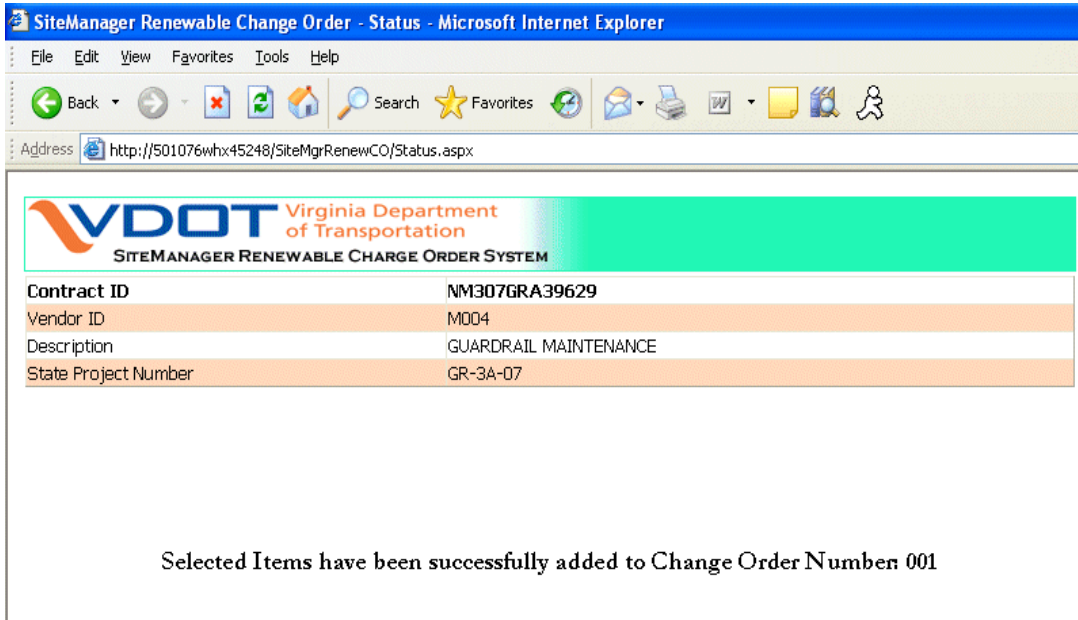 SiteManager Renewable Change Order - Status - Microsoft Internet Explorer
File Edit View Favorites Tools Help
Back Search Favorites W
Address http://501076whx45248/SiteMgrRenewCO/Status.aspx
VDOT Virginia Department
of Transportation
SITEMANAGER RENEWABLE CHARGE ORDER SYSTEM
Contract ID NM307GRA39629
Vendor ID M004
Description GUARDRAIL MAINTENANCE
State Project Number GR-3A-07
Selected Items have been successfully added to Change Order Number: 001